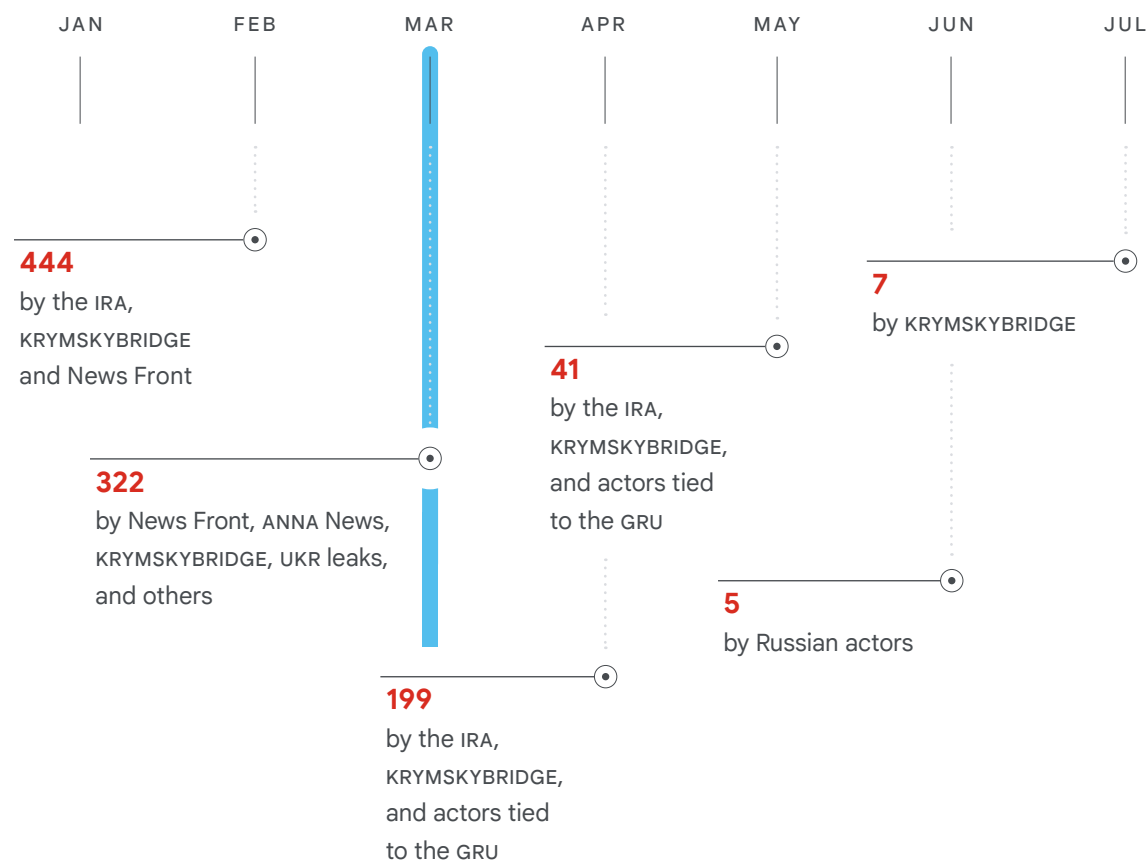 JAN FEB MAR APR MAY JUN JUL
444
by the IRA,
KRYMSKYBRIDGE
and News Front
322
by News Front, ANNA News,
KRYMSKYBRIDGE, UKR leaks,
and others
199
by the IRA,
KRYMSKYBRIDGE,
and actors tied
to the GRU
41
by the IRA,
KRYMSKYBRIDGE,
and actors tied
to the GRU
5
by Russian actors
7
by KRYMSKYBRIDGE